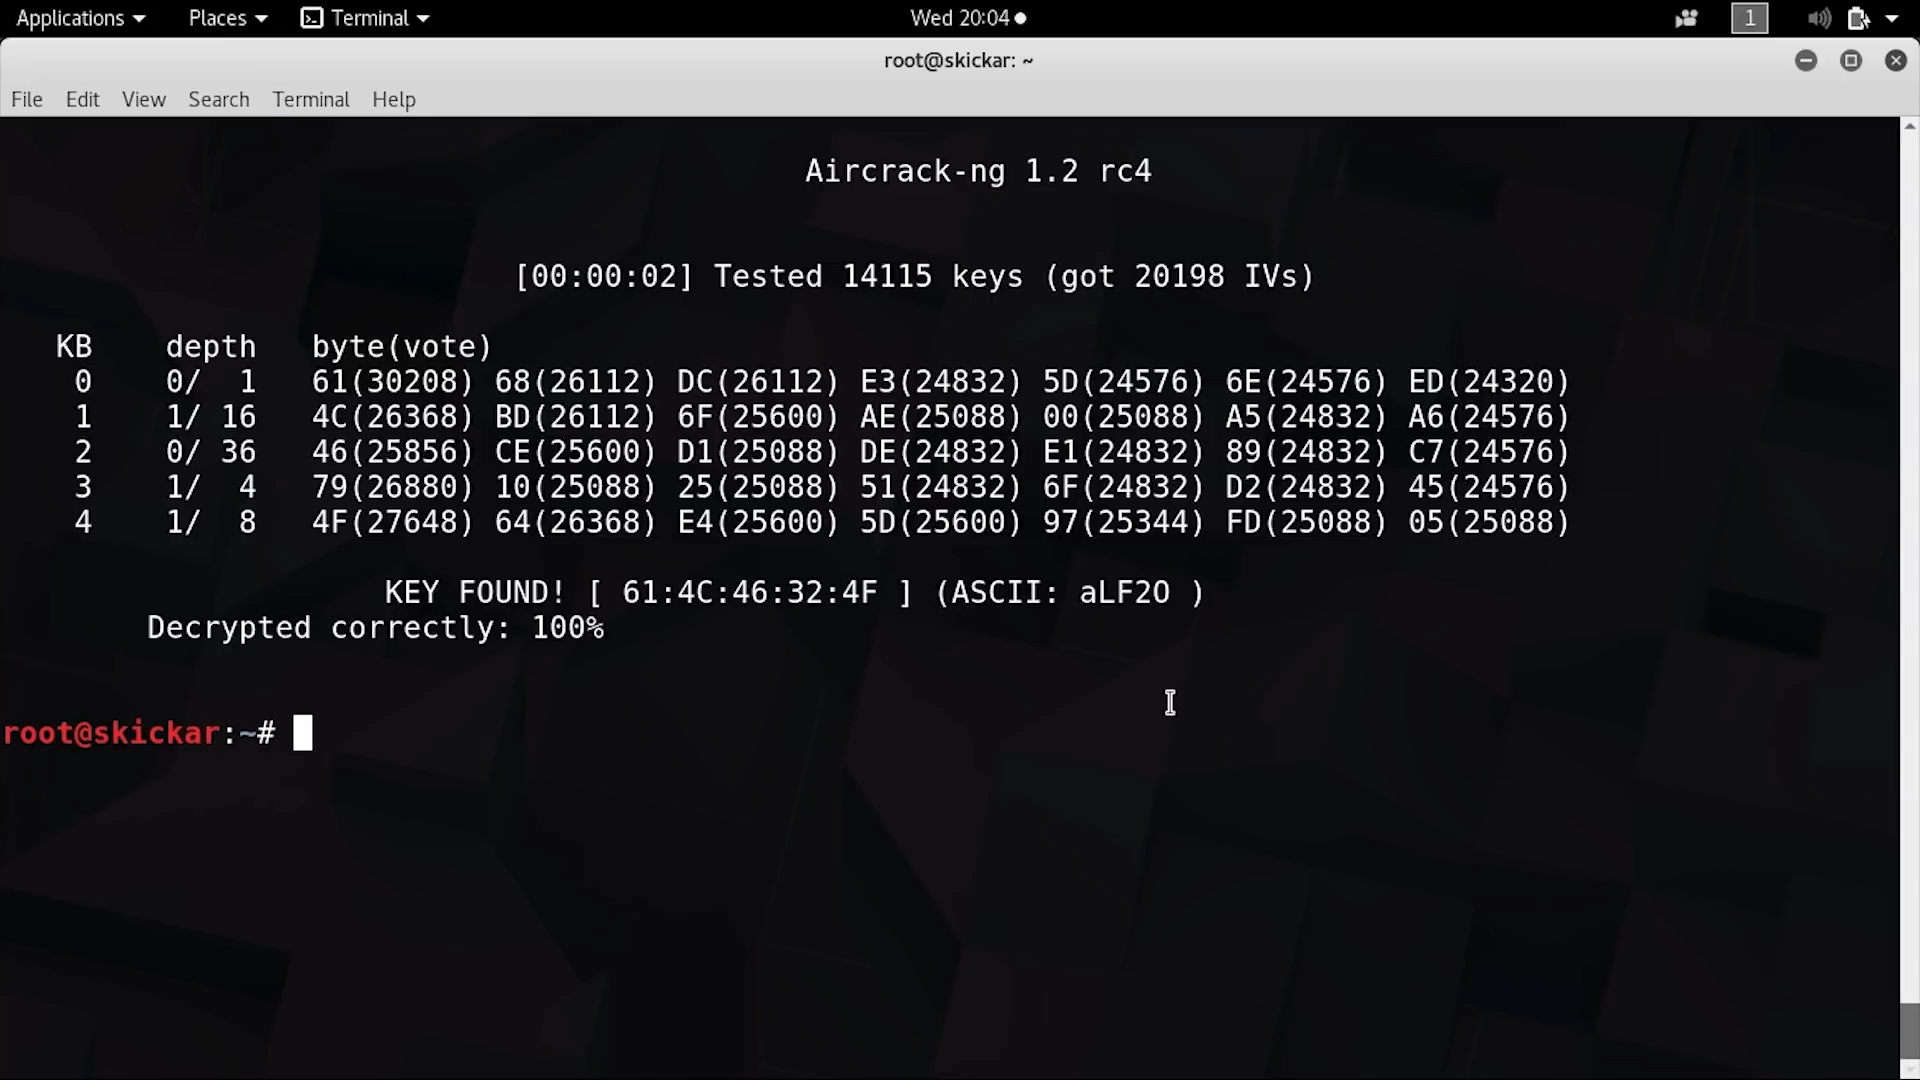 Applications Places Terminal Wed 20:04 1
root@skickar: ~
File Edit View Search Terminal Help
Aircrack-ng 1.2 rc4
[00:00:02] Tested 14115 keys (got 20198 IVs)
KB depth byte(vote)
0 0/ 1 61(30208) 68(26112) DC(26112) E3(24832) 5D(24576) 6E(24576) ED(24320)
1 1/ 16 4C(26368) BD(26112) 6F(25600) AE(25088) 00(25088) A5(24832) A6(24576)
2 0/ 36 46(25856) CE(25600) D1(25088) DE(24832) E1(24832) 89(24832) C7(24576)
3 1/ 4 79(26880) 10(25088) 25(25088) 51(24832) 6F(24832) D2(24832) 45(24576)
4 1/ 8 4F(27648) 64(26368) E4(25600) 5D(25600) 97(25344) FD(25088) 05(25088)
KEY FOUND! [ 61:4C:46:32:4F ] (ASCII: aLF2O )
Decrypted correctly: 100%
root@skickar:~#